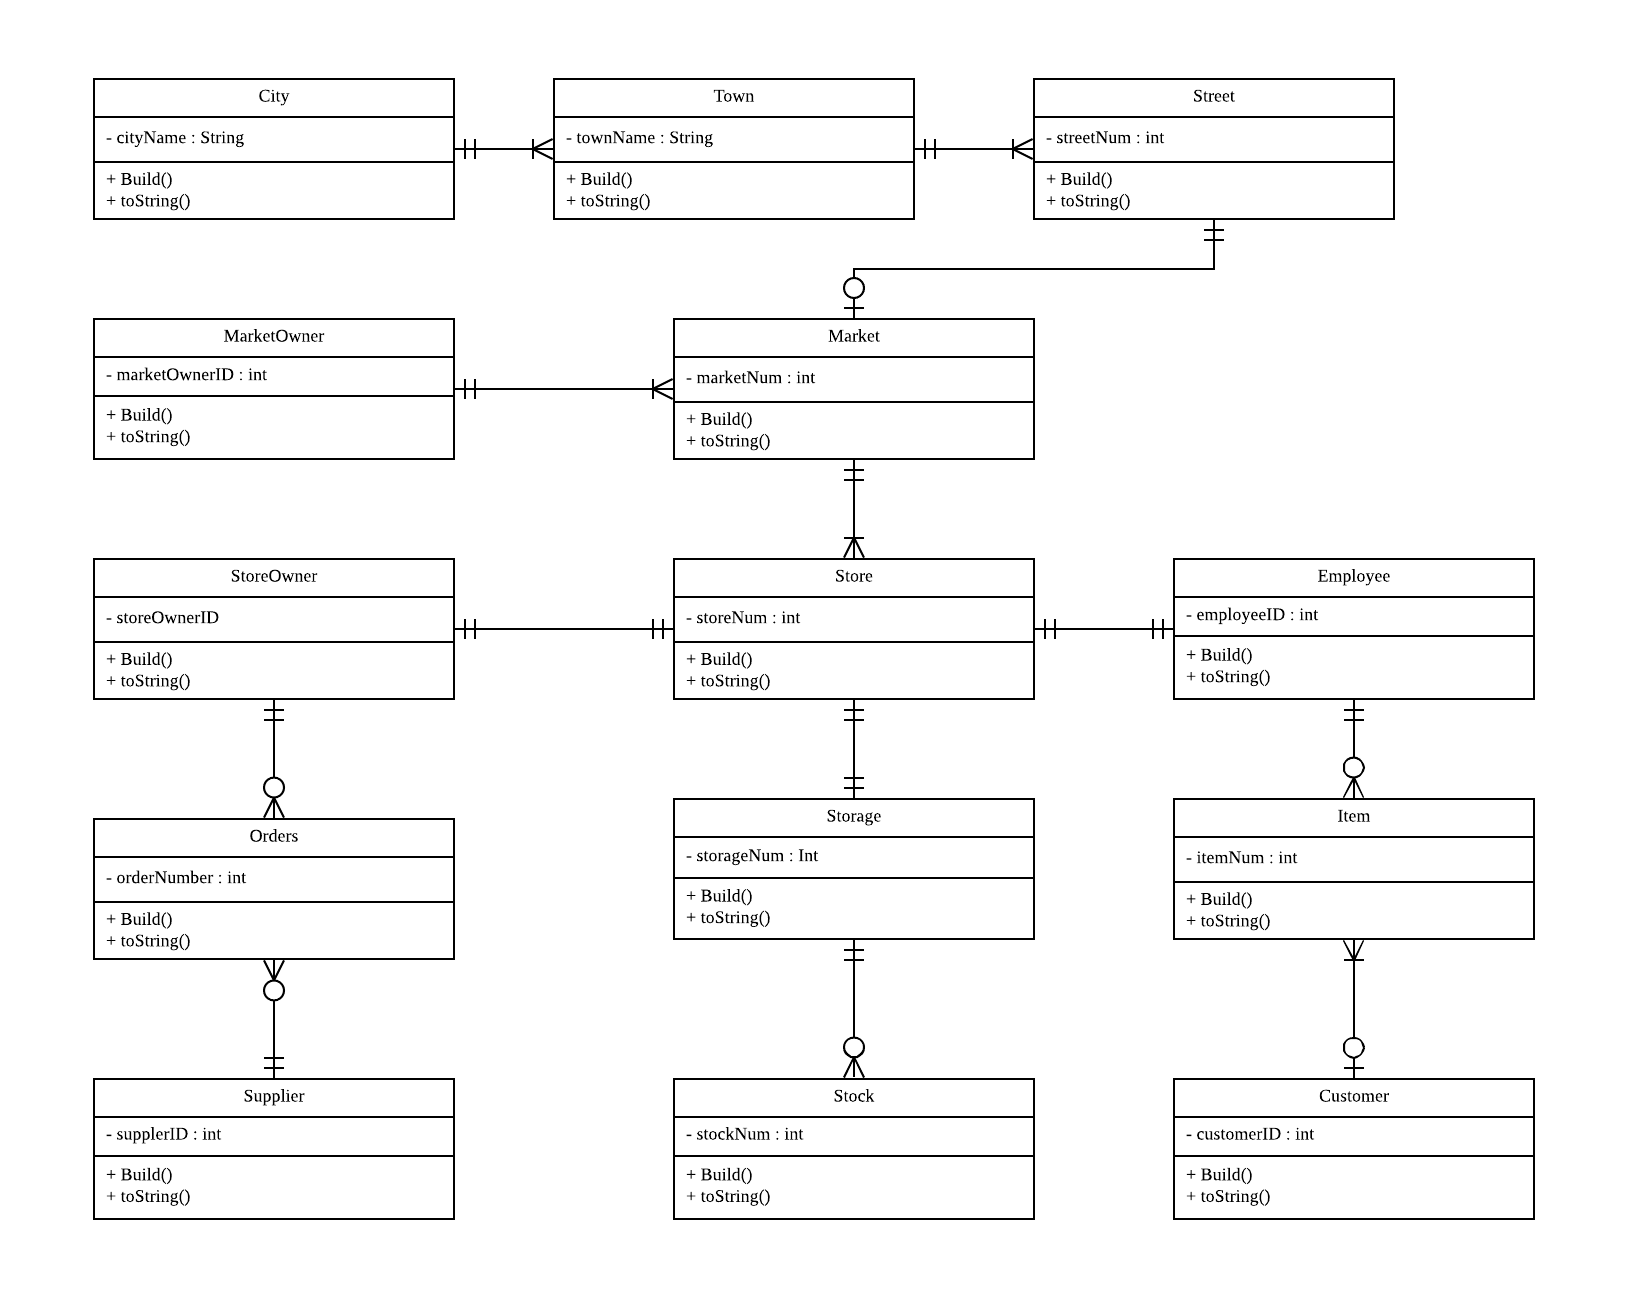 City
- cityName : String
+ Build()
+ toString()
Town
- townName : String
+ Build()
+ toString()
Street
- streetNum : int
+ Build()
+ toString()
MarketOwner
- marketOwnerID : int
+ Build()
+ toString()
Market
- marketNum : int
+ Build()
+ toString()
StoreOwner
- storeOwnerID
+ Build()
+ toString()
Store
- storeNum : int
+ Build()
+ toString()
Employee
- employeeID : int
+ Build()
+ toString()
Orders
- orderNumber : int
+ Build()
+ toString()
Storage
- storageNum : Int
+ Build()
+ toString()
Item
- itemNum : int
+ Build()
+ toString()
Supplier
- supplerID : int
+ Build()
+ toString()
Stock
- stockNum : int
+ Build()
+ toString()
Customer
- customerID : int
+ Build()
+ toString()